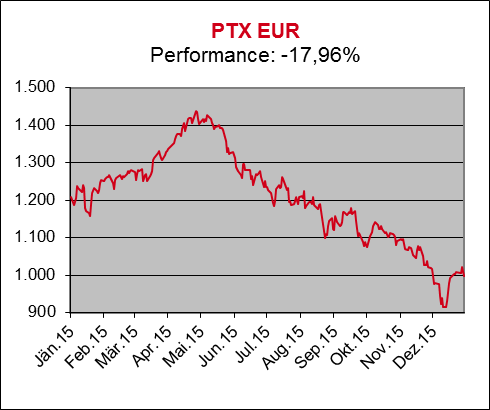 PTX EUR
Performance: -17,96%
1.500
1.400
1.300
1.200
1.100
1.000
900
Jän.15
Feb.15
Mär.15
Apr.15
Mai.15
Jun.15
Jul.15
Aug.15
Sep.15
Okt.15
Nov.15
Dez.15